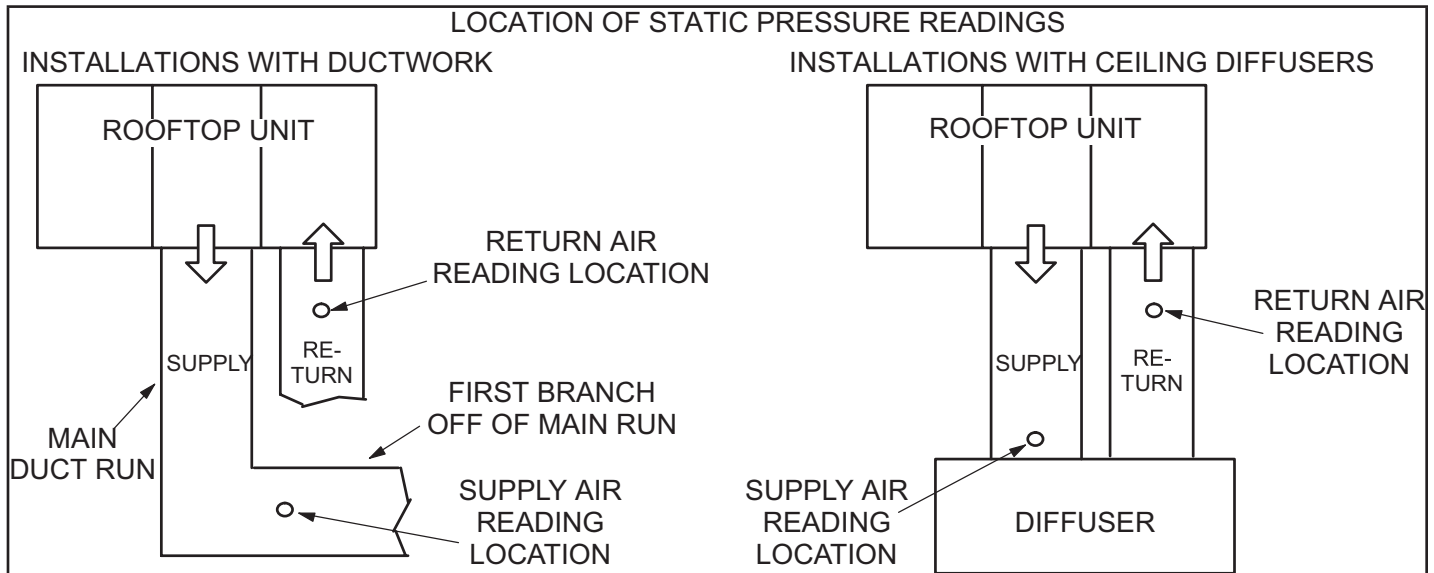 LOCATION OF STATIC PRESSURE READINGS
INSTALLATIONS WITH DUCTWORK
ROOFTOP UNIT
RETURN AIR
READING LOCATION
SUPPLY
RE-
TURN
FIRST BRANCH
OFF OF MAIN RUN
MAIN
DUCT RUN
SUPPLY AIR
READING
LOCATION
INSTALLATIONS WITH CEILING DIFFUSERS
ROOFTOP UNIT
RETURN AIR
READING
LOCATION
SUPPLY
RE-
TURN
SUPPLY AIR
READING
LOCATION
DIFFUSER